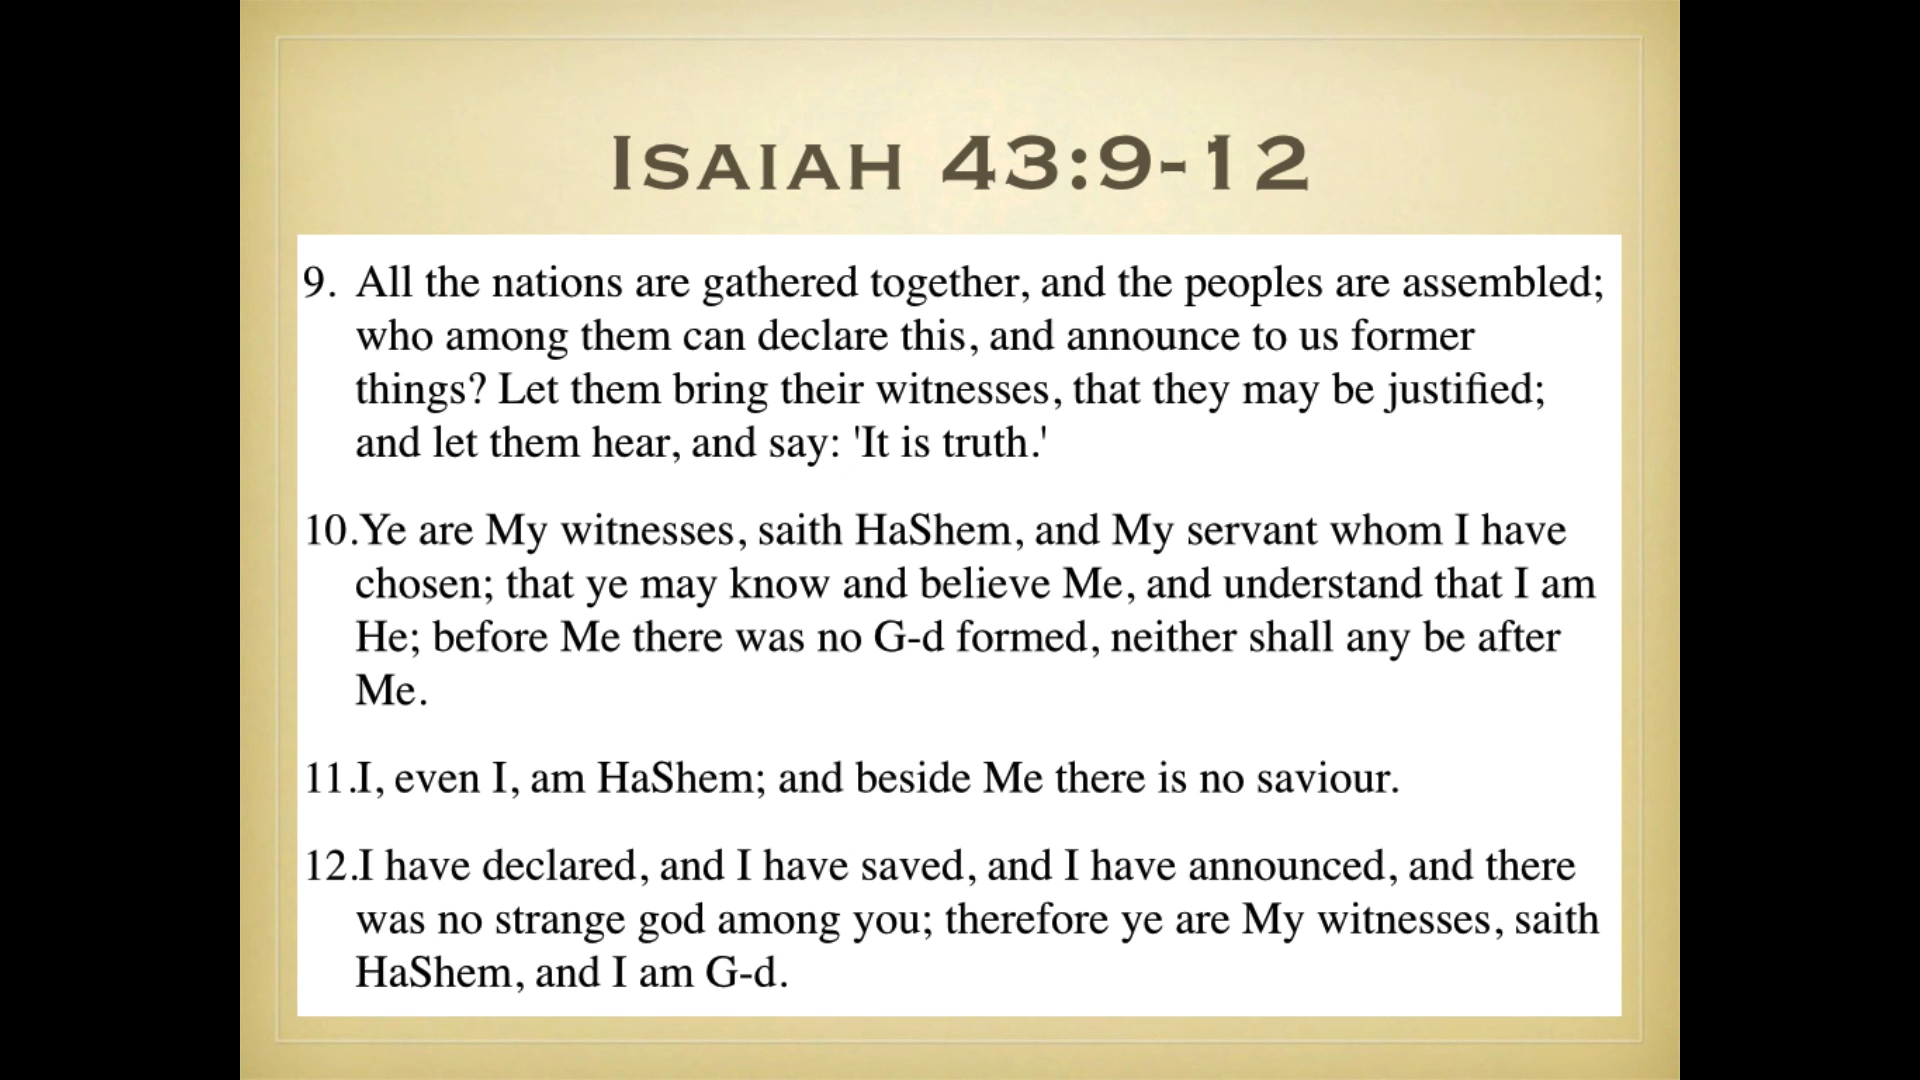 Isaiah 43:9-12
9. All the nations are gathered together, and the peoples are assembled;
who among them can declare this, and announce to us former
things? Let them bring their witnesses, that they may be justified;
and let them hear, and say: 'It is truth.'
10.Ye are My witnesses, saith HaShem, and My servant whom I have
chosen; that ye may know and believe Me, and understand that I am
He; before Me there was no G-d formed, neither shall any be after
Me.
11.I, even I, am HaShem; and beside Me there is no saviour.
12.I have declared, and I have saved, and I have announced, and there
was no strange god among you; therefore ye are My witnesses, saith
HaShem, and I am G-d.